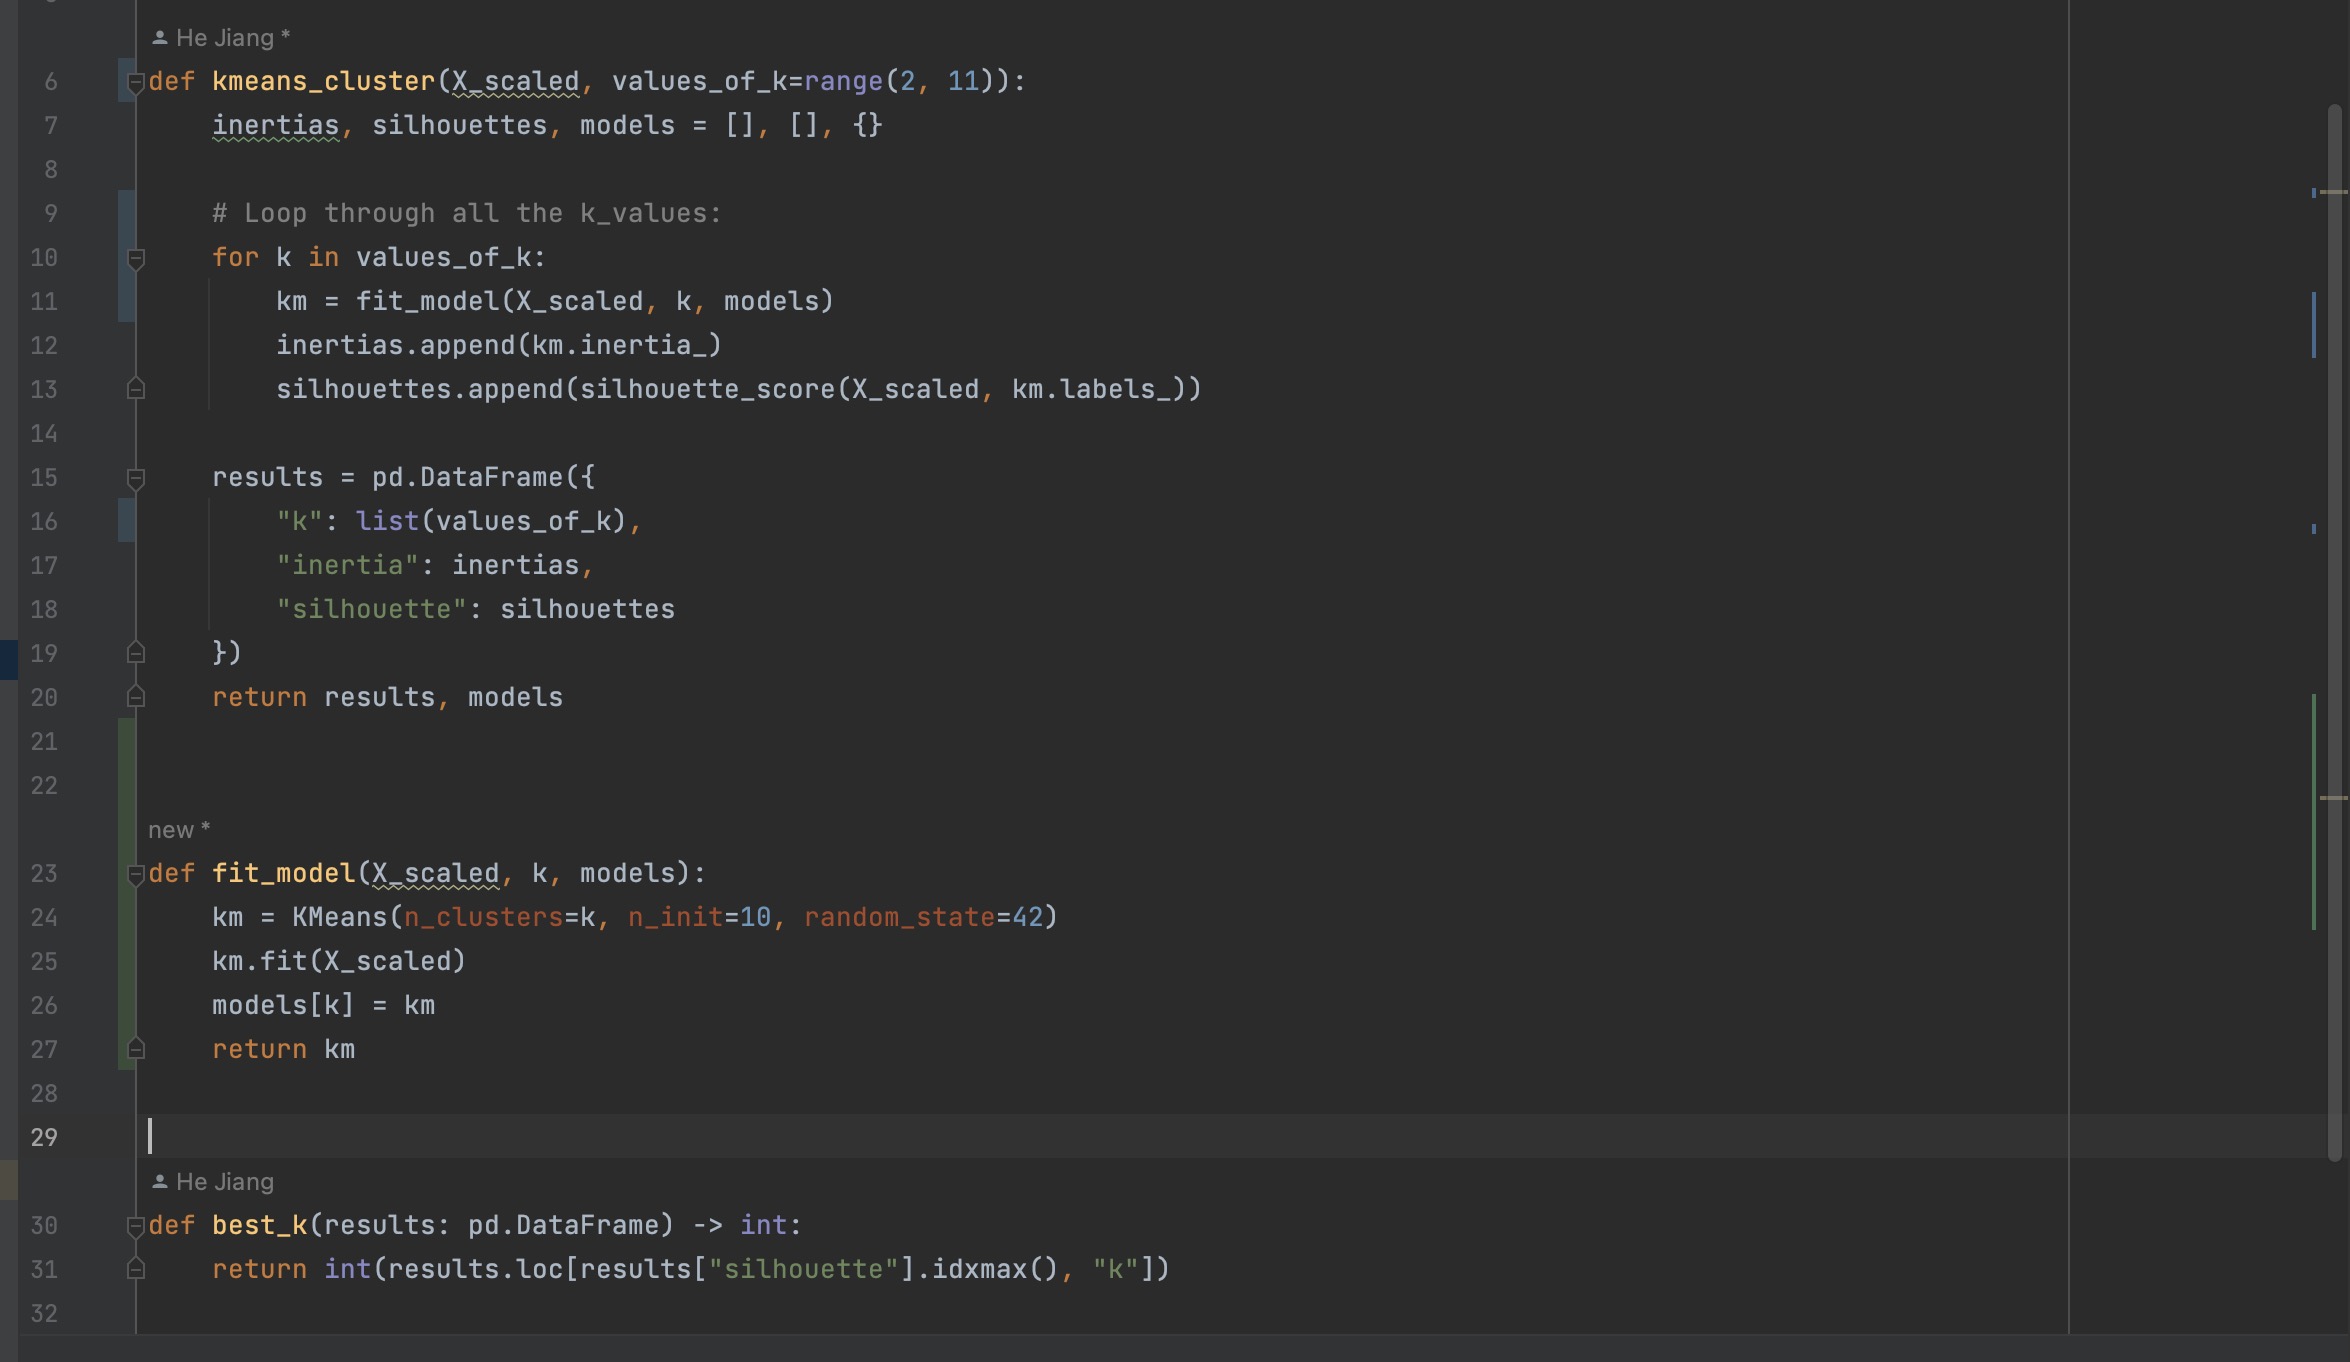 He Jiang *
6 def kmeans_cluster(X_scaled, values_of_k=range(2, 11)):
7 inertias, silhouettes, models = [], [], {}
8
9 # Loop through all the k_values:
10 for k in values_of_k:
11 km = fit_model(X_scaled, k, models)
12 inertias.append(km.inertia_)
13 silhouettes.append(silhouette_score(X_scaled, km.labels_))
14
15 results = pd.DataFrame({
16 "k": list(values_of_k),
17 "inertia": inertias,
18 "silhouette": silhouettes
19 })
20 return results, models
21
22
new *
23 def fit_model(X_scaled, k, models):
24 km = KMeans(n_clusters=k, n_init=10, random_state=42)
25 km.fit(X_scaled)
26 models[k] = km
27 return km
28
29
He Jiang
30 def best_k(results: pd.DataFrame) -> int:
31 return int(results.loc[results["silhouette"].idxmax(), "k"])
32